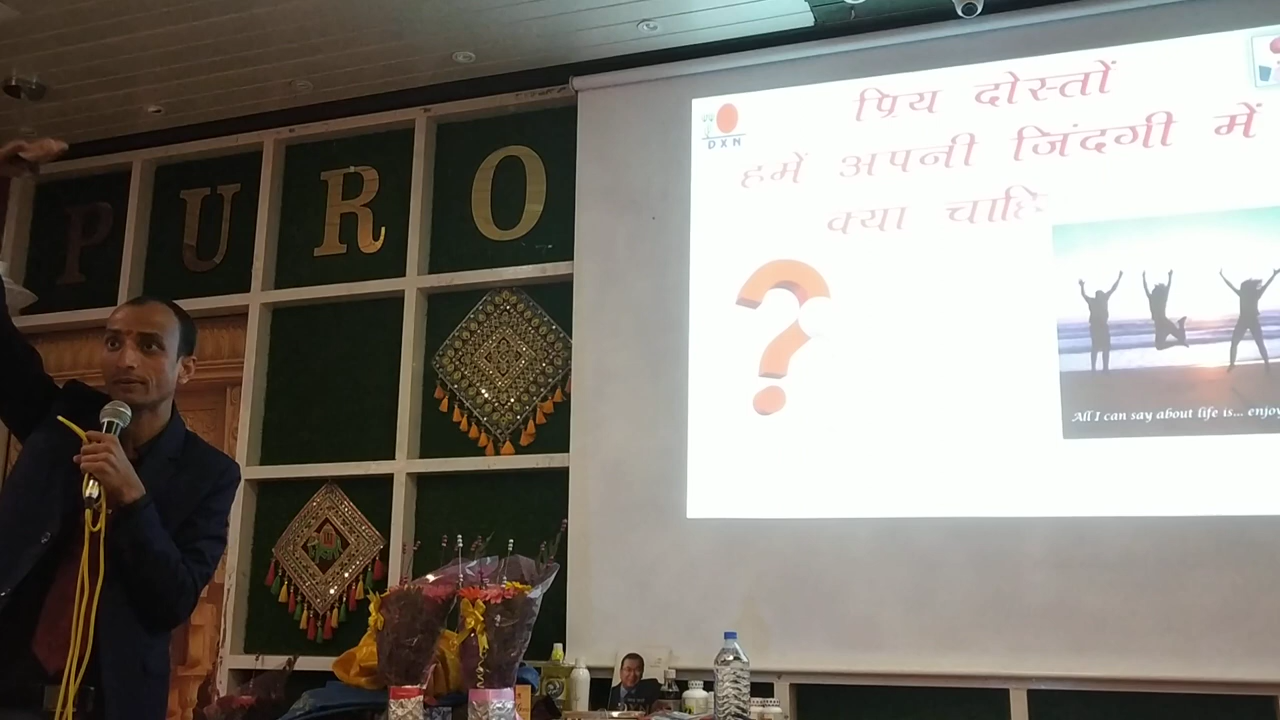 PURO
DXN
प्रिय दोस्तों
हमें अपनी जिंदगी में
क्या
All I can say about life is... enjoy